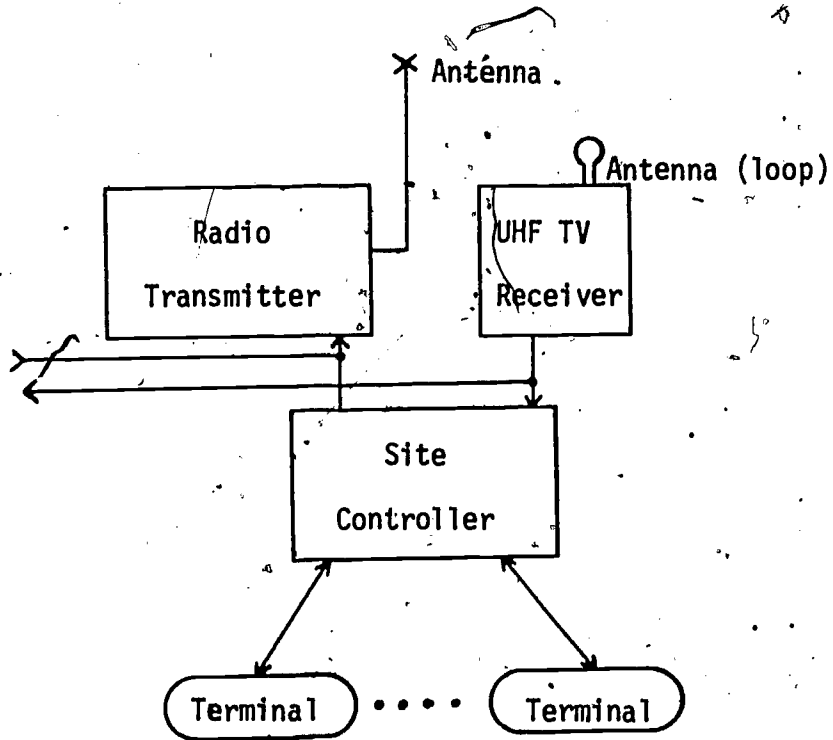 Antenna
Antenna (loop)
Radio
Transmitter
UHF TV
Receiver
Site
Controller
Terminal
Terminal